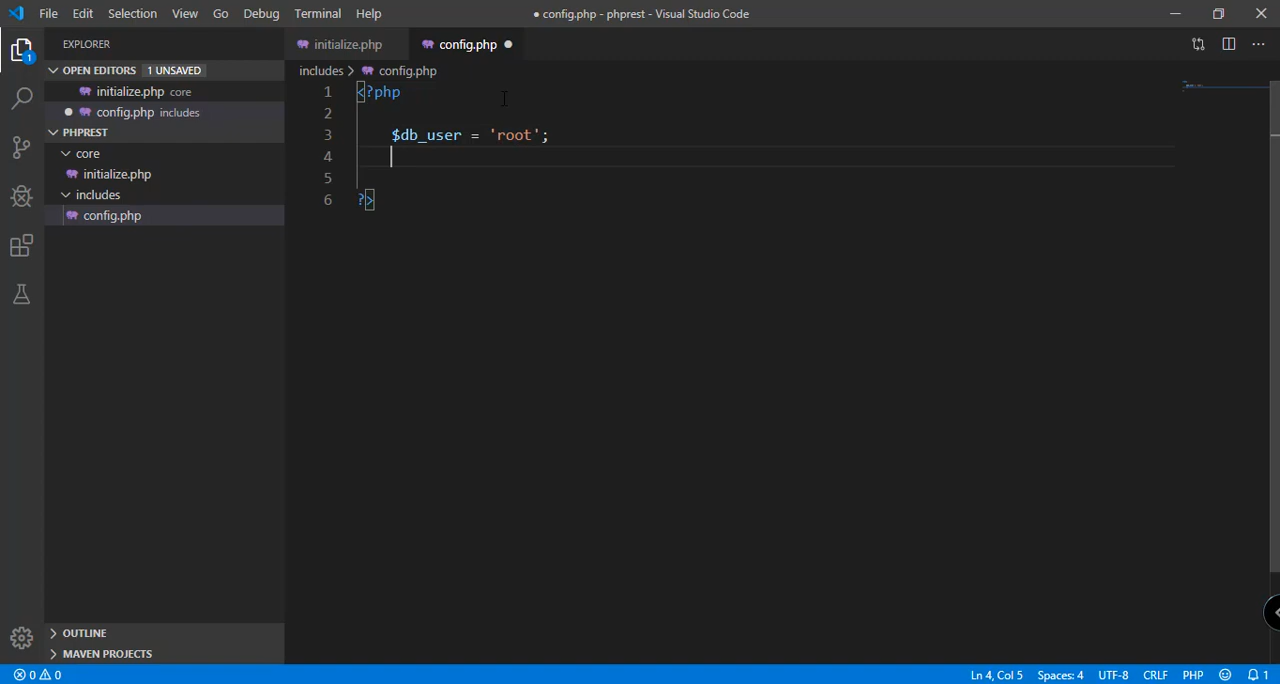 File Edit Selection View Go Debug Terminal Help
● config.php - phprest - Visual Studio Code
EXPLORER
initialize.php
config.php ●
OPEN EDITORS 1 UNSAVED
includes > config.php
initialize.php core
● config.php includes
PHPREST
core
initialize.php
includes
config.php
1 <?php
2
3 $db_user = 'root';
4
5
6 ?>
1
OUTLINE
MAVEN PROJECTS
0 0
Ln 4, Col 5 Spaces: 4 UTF-8 CRLF PHP 1